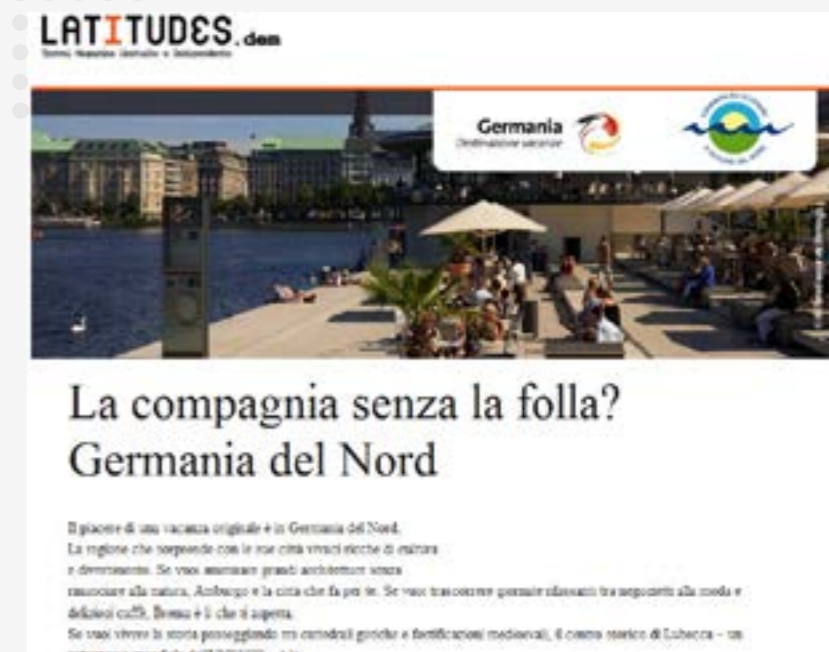 LATITUDES.dem
Germania
Destinazione vacanze
La compagnia senza la folla?
Germania del Nord
Il piacere di una vacanza originale è in Germania del Nord.
La regione che sorprende con le sue città vivaci ricche di cultura
e divertimento. Se vuoi ammirare grandi architetture senza
rinunciare alla natura, Amburgo è la città che fa per te. Se vuoi trascorrere giornate rilassanti tra negozietti alla moda e
deliziosi caffè, Brema è lì che ti aspetta.
Se vuoi vivere la storia passeggiando tra cattedrali gotiche e fortificazioni medioevali, il centro storico di Lubecca – un